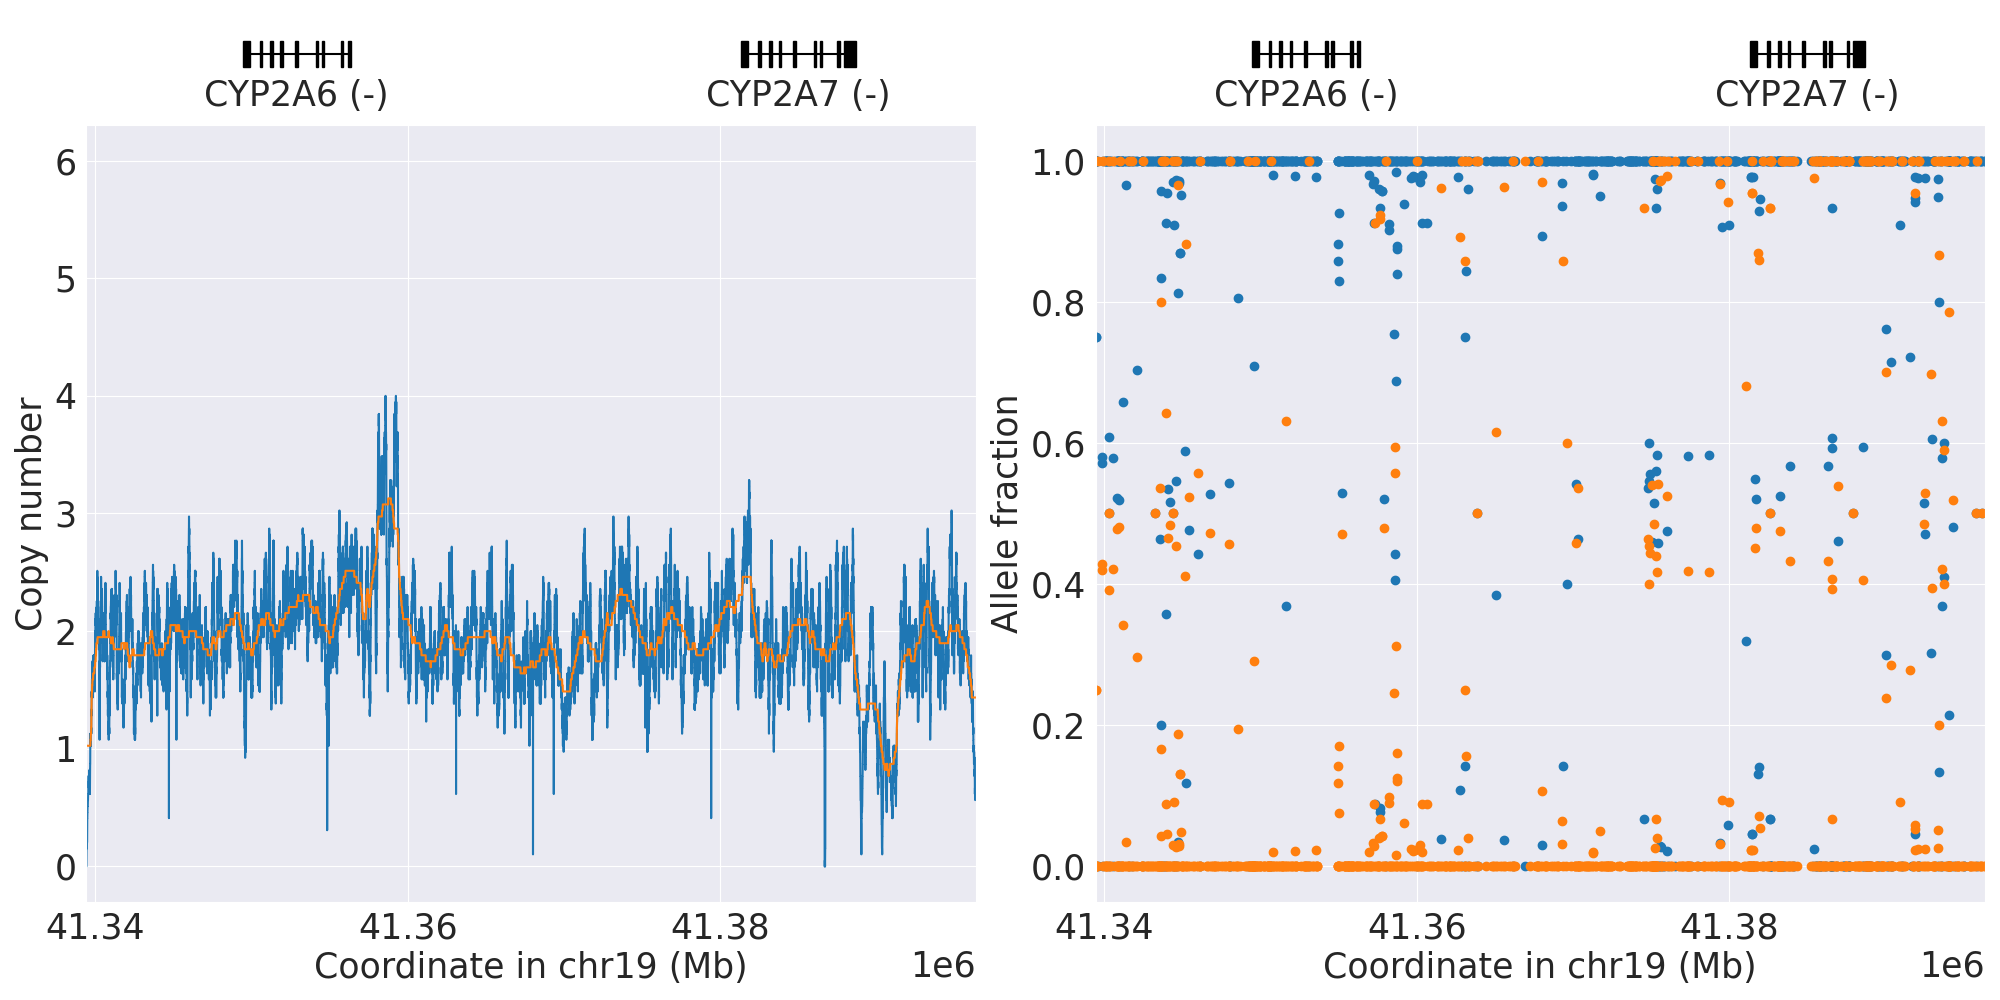 CYP2A6 (-)
CYP2A7 (-)
CYP2A6 (-)
CYP2A7 (-)
Copy number
6
5
4
3
2
1
0
41.34
41.36
41.38
Coordinate in chr19 (Mb)
1e6
Allele fraction
1.0
0.8
0.6
0.4
0.2
0.0
41.34
41.36
41.38
Coordinate in chr19 (Mb)
1e6